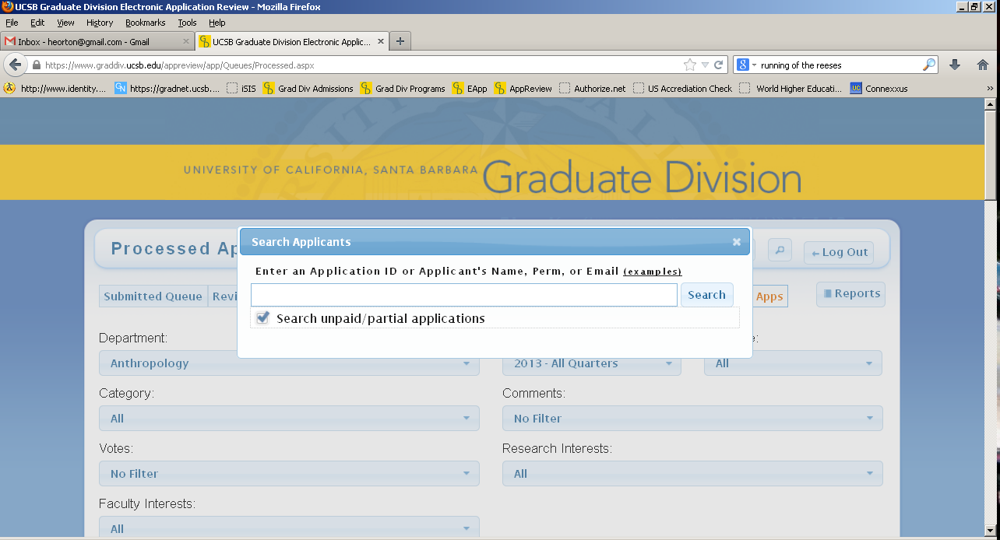 UCSB Graduate Division Electronic Application Review - Mozilla Firefox
File Edit View History Bookmarks Tools Help
Inbox - heorton@gmail.com - Gmail × UCSB Graduate Division Electronic Applic... × +
https://www.graddiv.ucsb.edu/appreview/app/Queues/Processed.aspx running of the reeses
http://www.identity.... https://gradnet.ucsb.... iSIS Grad Div Admissions Grad Div Programs EApp AppReview Authorize.net US Accrediation Check World Higher Educati... Connexxus »
UNIVERSITY OF CALIFORNIA, SANTA BARBARA Graduate Division
Processed Ap
Log Out
Search Applicants
Enter an Application ID or Applicant's Name, Perm, or Email (examples)
Search
Search unpaid/partial applications
Submitted Queue Revi Apps Reports
Department: e:
Anthropology 2013 - All Quarters All
Category: Comments:
All No Filter
Votes: Research Interests:
No Filter All
Faculty Interests:
All